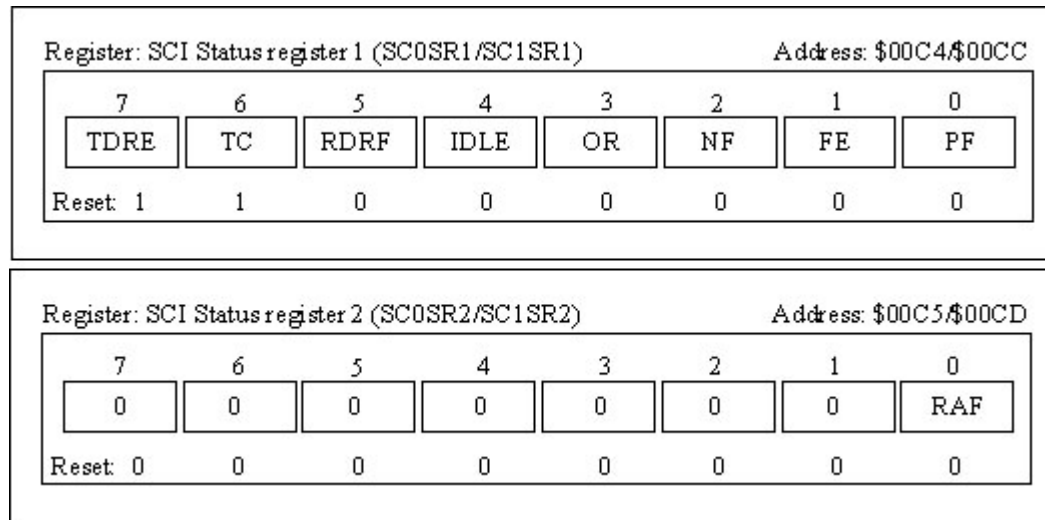 Register: SCI Status register 1 (SC0SR1/SC1SR1) Address: $00C4/$00CC
7 6 5 4 3 2 1 0
TDRE TC RDRF IDLE OR NF FE PF
Reset: 1 1 0 0 0 0 0 0
Register: SCI Status register 2 (SC0SR2/SC1SR2) Address: $00C5/$00CD
7 6 5 4 3 2 1 0
0 0 0 0 0 0 0 RAF
Reset: 0 0 0 0 0 0 0 0